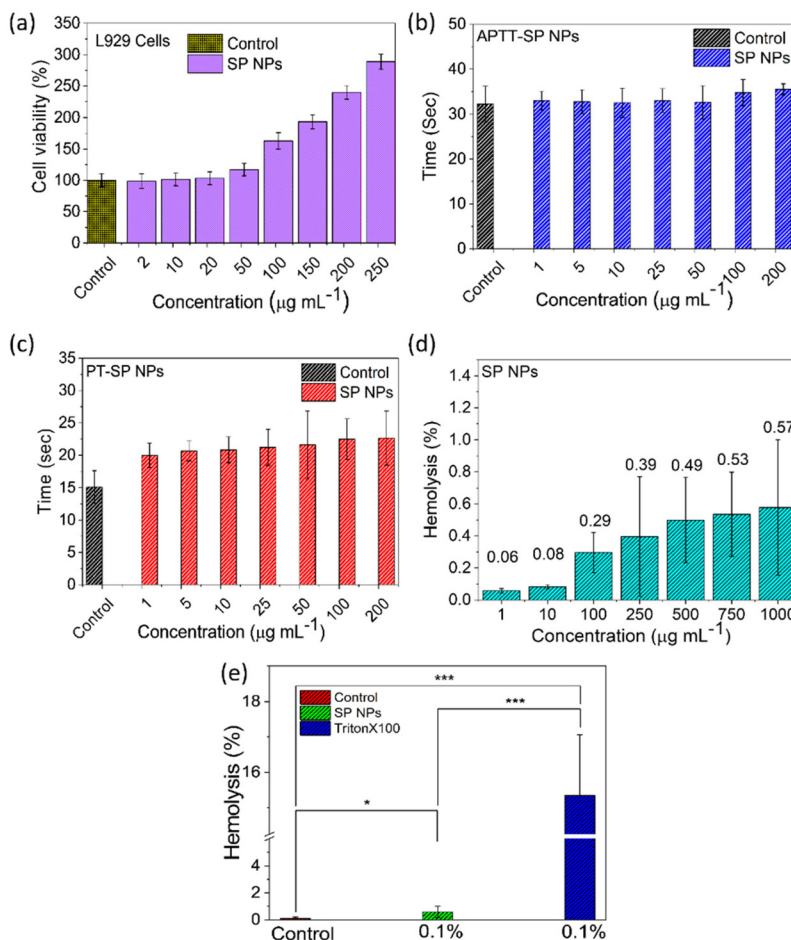 (a)
L929 Cells
Control
SP NPs
Cell viability (%)
350
300
250
200
150
100
50
0
Control
2
10
20
50
100
150
200
250
Concentration (μg mL⁻¹)
(b)
APTT-SP NPs
Control
SP NPs
Time (Sec)
50
40
30
20
10
0
Control
1
5
10
25
50
100
200
Concentration (μg mL⁻¹)
(c)
PT-SP NPs
Control
SP NPs
Time (sec)
35
30
25
20
15
10
5
0
Control
1
5
10
25
50
100
200
Concentration (μg mL⁻¹)
(d)
SP NPs
Hemolysis (%)
1.4
1.2
1.0
0.8
0.6
0.4
0.2
0.0
0.06
0.08
0.29
0.39
0.49
0.53
0.57
1
10
100
250
500
750
1000
Concentration (μg mL⁻¹)
(e)
Control
SP NPs
TritonX100
Hemolysis (%)
18
16
4
2
0
***
***
*
Control
0.1%
0.1%